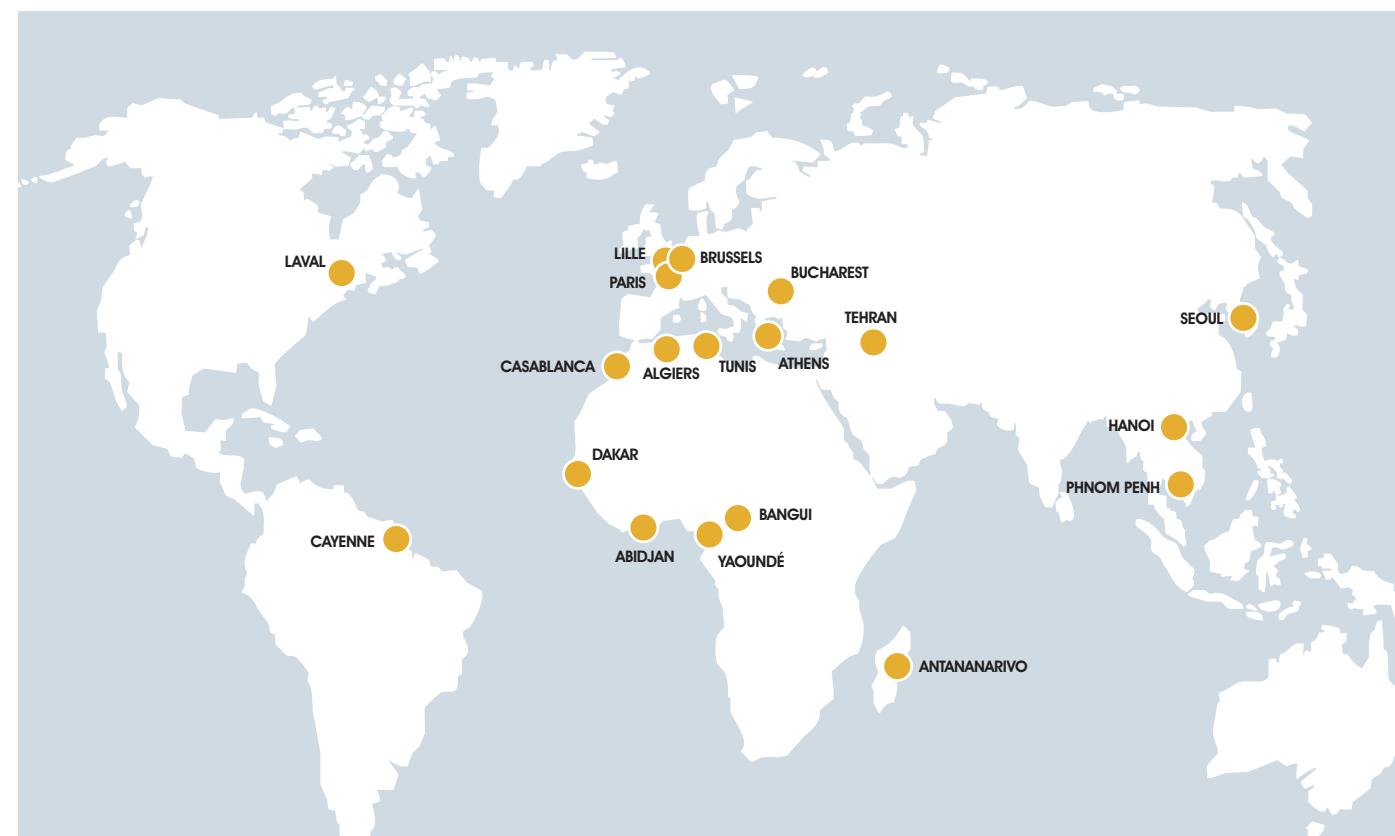 LILLE
BRUSSELS
LAVAL
BUCHAREST
PARIS
TEHRAN
SEOUL
CASABLANCA
ALGIERS
TUNIS
ATHENS
HANOI
DAKAR
PHNOM PENH
BANGUI
CAYENNE
ABIDJAN
YAOUNDÉ
ANTANANARIVO